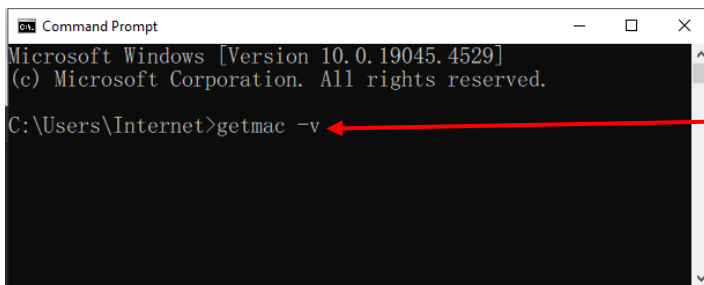 Command Prompt
Microsoft Windows [Version 10.0.19045.4529]
(c) Microsoft Corporation. All rights reserved.
C:\Users\Internet>getmac -v